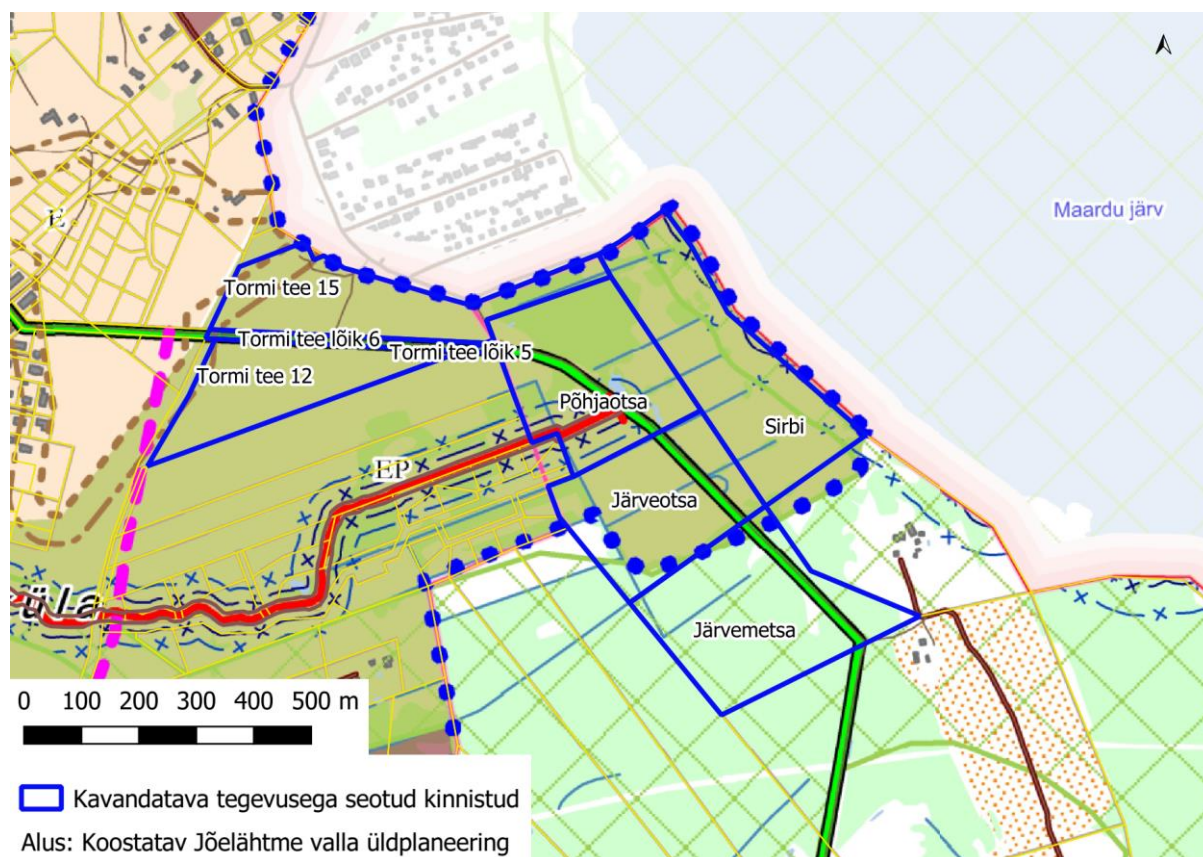 Maardu järv
E
Tormi tee 15
Tormi tee lõik 6
Tormi tee lõik 5
Tormi tee 12
Põhjaotsa
Sirbi
EP
Järveotsa
Järvemetsa
0 100 200 300 400 500 m
Kavandatava tegevusega seotud kinnistud
Alus: Koostatav Jõelähtme valla üldplaneering